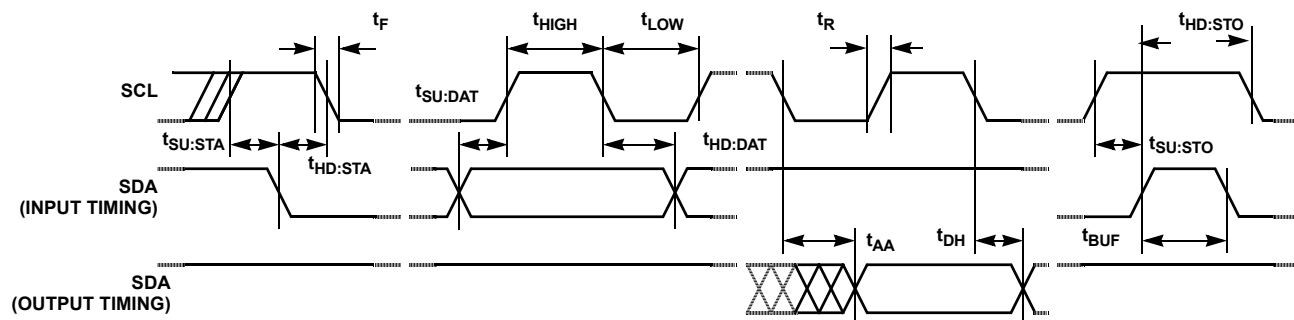 tF
tHIGH
tLOW
tR
tHD:STO
SCL
tSU:DAT
tSU:STA
tHD:STA
tHD:DAT
tSU:STO
SDA
(INPUT TIMING)
tAA
tDH
tBUF
SDA
(OUTPUT TIMING)